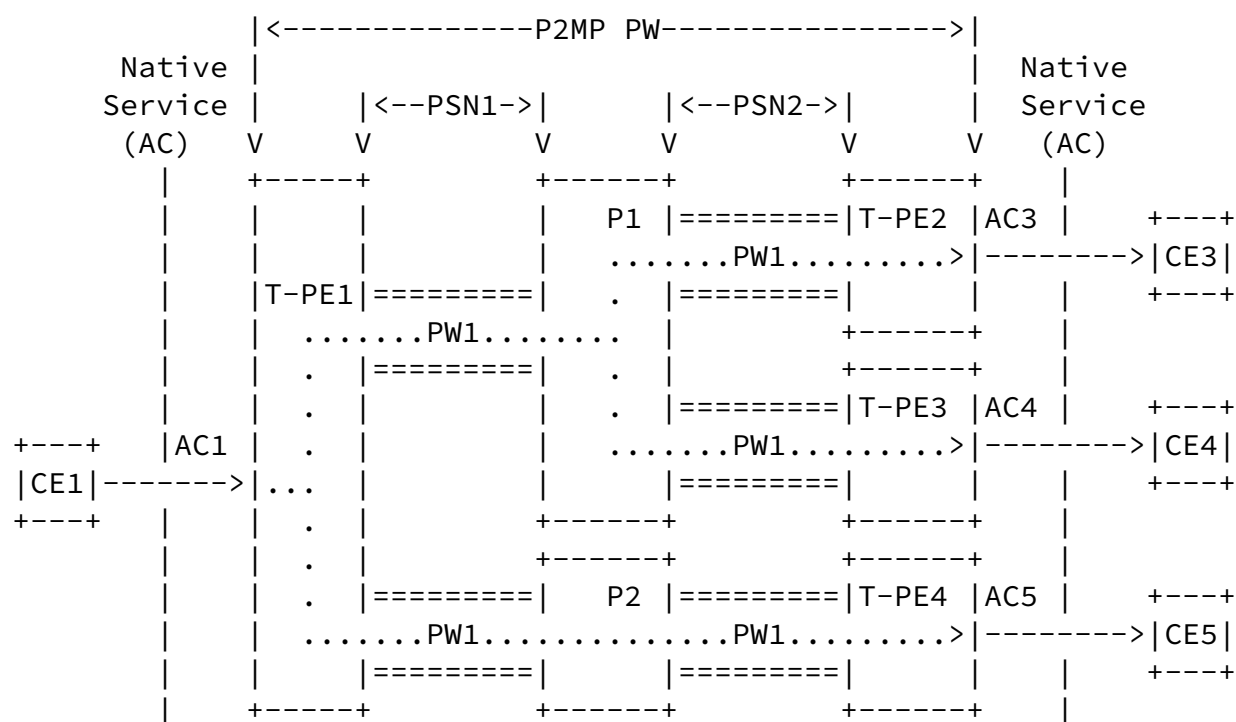 |<--------------P2MP PW---------------->|
Native | | Native
Service | |<--PSN1->| |<--PSN2->| | Service
(AC) V V V V V V (AC)
| +-----+ +------+ +------+ |
| | | | P1 |=========|T-PE2 |AC3 | +---+
| | | | .......PW1.........>|-------->|CE3|
| |T-PE1|=========| . |=========| | | +---+
| | .......PW1........ | +------+ |
| | . |=========| . | +------+ |
| | . | | . |=========|T-PE3 |AC4 | +---+
+---+ |AC1 | . | | .......PW1.........>|-------->|CE4|
|CE1|------->|... | | |=========| | | +---+
+---+ | | . | +------+ +------+ |
| | . | +------+ +------+ |
| | . |=========| P2 |=========|T-PE4 |AC5 | +---+
| | .......PW1..............PW1.........>|-------->|CE5|
| | |=========| |=========| | | +---+
| +-----+ +------+ +------+ |